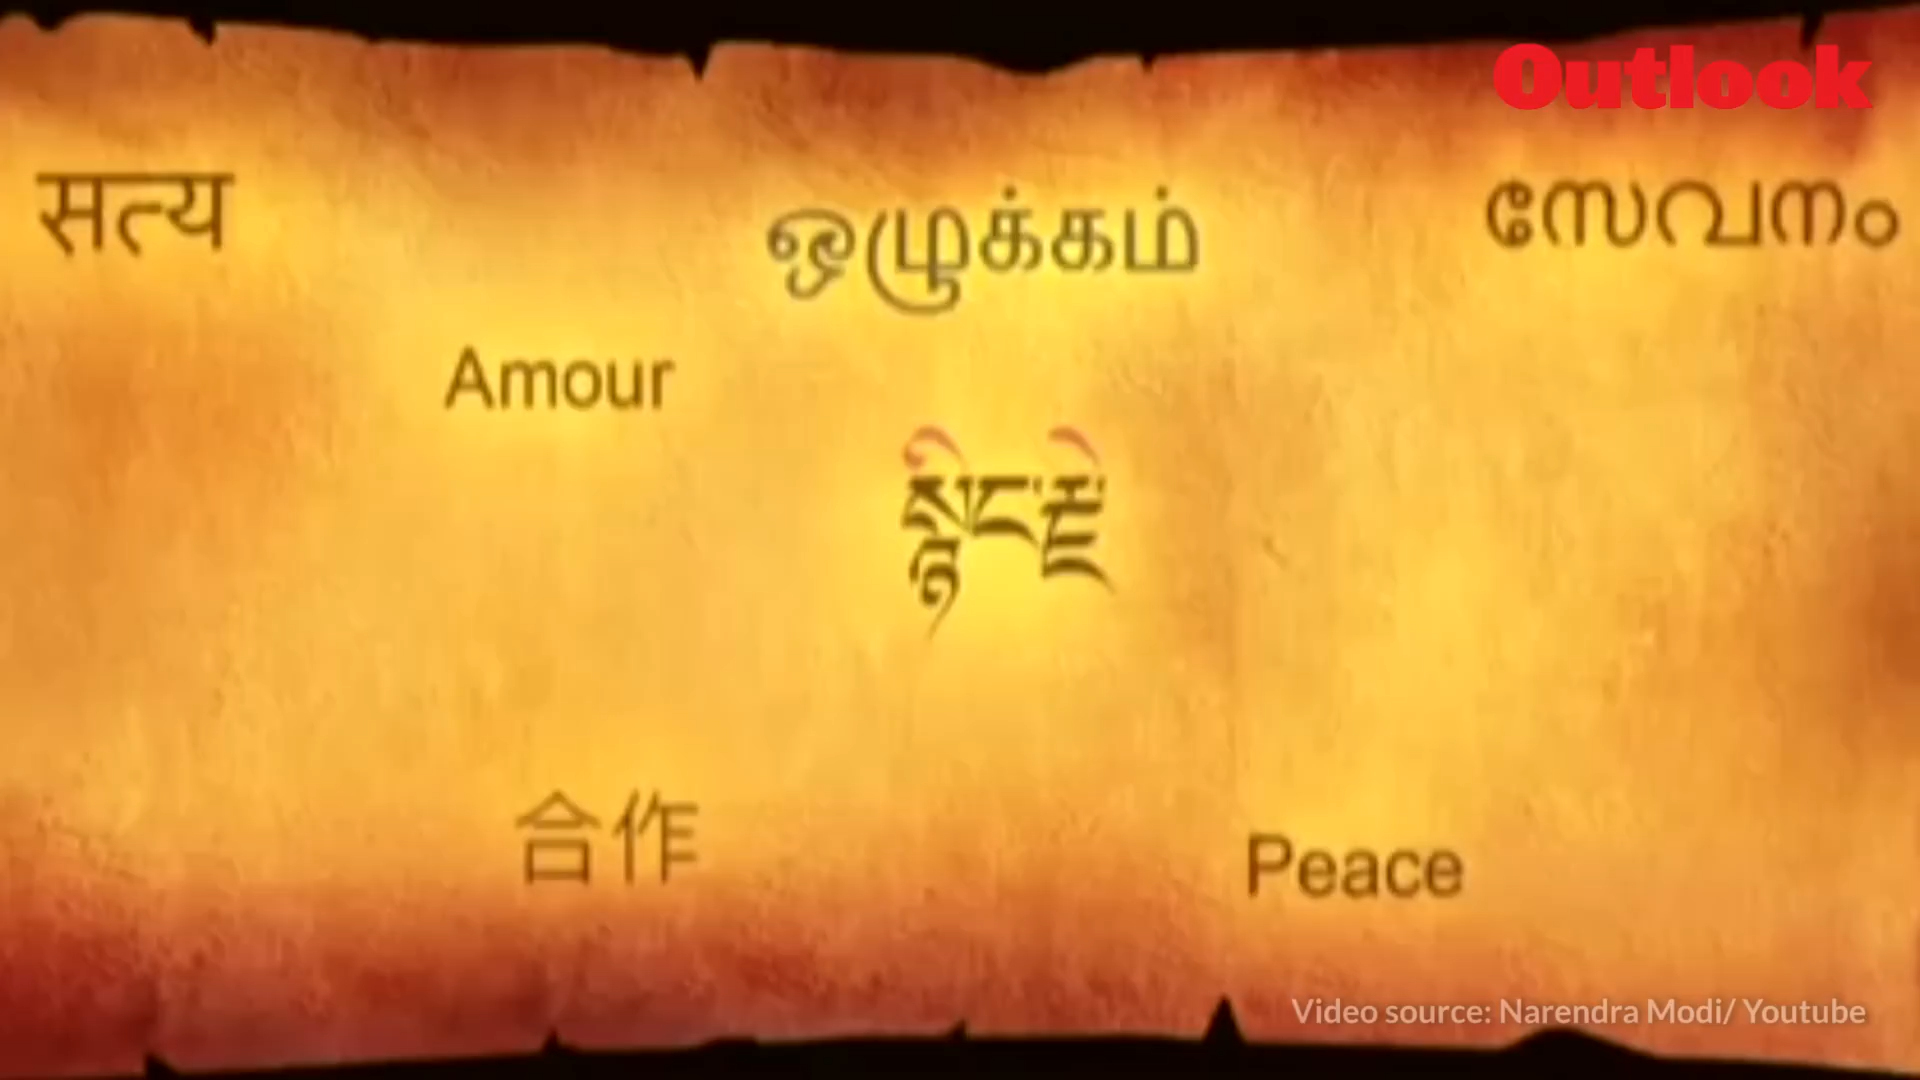 Outlook
सत्य
ஒழுக்கம்
സേവനം
Amour
སྙིང་རྗེ
合作
Peace
Video source: Narendra Modi/ Youtube